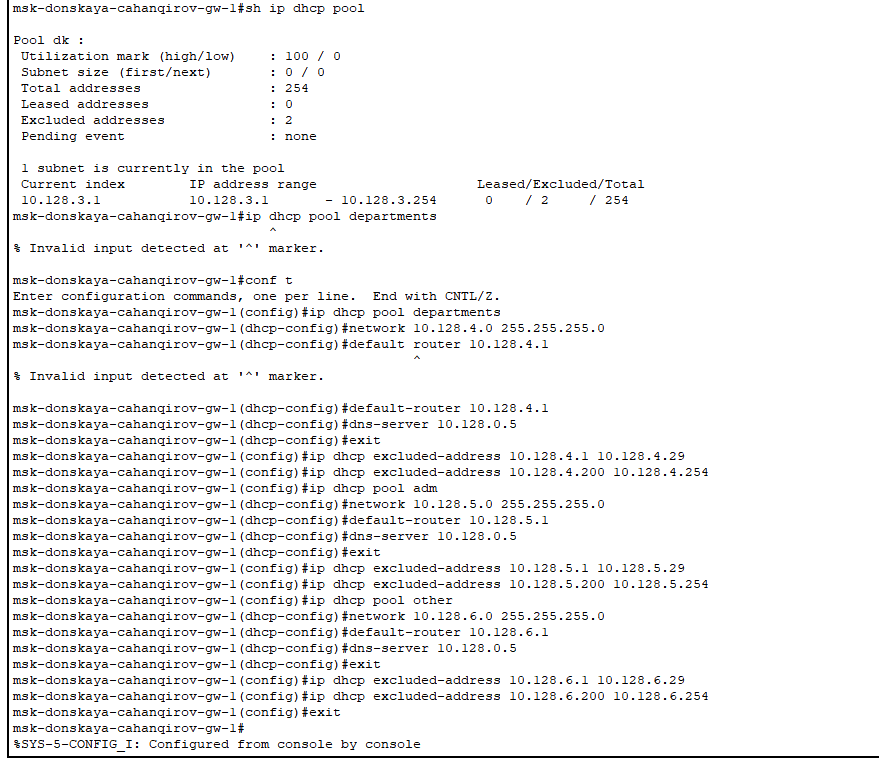 msk-donskaya-cahanqirov-gw-1#sh ip dhcp pool
Pool dk :
Utilization mark (high/low) : 100 / 0
Subnet size (first/next) : 0 / 0
Total addresses : 254
Leased addresses : 0
Excluded addresses : 2
Pending event : none
1 subnet is currently in the pool
Current index IP address range Leased/Excluded/Total
10.128.3.1 10.128.3.1 - 10.128.3.254 0 / 2 / 254
msk-donskaya-cahanqirov-gw-1#ip dhcp pool departments
^
% Invalid input detected at '^' marker.
msk-donskaya-cahanqirov-gw-1#conf t
Enter configuration commands, one per line. End with CNTL/Z.
msk-donskaya-cahanqirov-gw-1(config)#ip dhcp pool departments
msk-donskaya-cahanqirov-gw-1(dhcp-config)#network 10.128.4.0 255.255.255.0
msk-donskaya-cahanqirov-gw-1(dhcp-config)#default router 10.128.4.1
^
% Invalid input detected at '^' marker.
msk-donskaya-cahanqirov-gw-1(dhcp-config)#default-router 10.128.4.1
msk-donskaya-cahanqirov-gw-1(dhcp-config)#dns-server 10.128.0.5
msk-donskaya-cahanqirov-gw-1(dhcp-config)#exit
msk-donskaya-cahanqirov-gw-1(config)#ip dhcp excluded-address 10.128.4.1 10.128.4.29
msk-donskaya-cahanqirov-gw-1(config)#ip dhcp excluded-address 10.128.4.200 10.128.4.254
msk-donskaya-cahanqirov-gw-1(config)#ip dhcp pool adm
msk-donskaya-cahanqirov-gw-1(dhcp-config)#network 10.128.5.0 255.255.255.0
msk-donskaya-cahanqirov-gw-1(dhcp-config)#default-router 10.128.5.1
msk-donskaya-cahanqirov-gw-1(dhcp-config)#dns-server 10.128.0.5
msk-donskaya-cahanqirov-gw-1(dhcp-config)#exit
msk-donskaya-cahanqirov-gw-1(config)#ip dhcp excluded-address 10.128.5.1 10.128.5.29
msk-donskaya-cahanqirov-gw-1(config)#ip dhcp excluded-address 10.128.5.200 10.128.5.254
msk-donskaya-cahanqirov-gw-1(config)#ip dhcp pool other
msk-donskaya-cahanqirov-gw-1(dhcp-config)#network 10.128.6.0 255.255.255.0
msk-donskaya-cahanqirov-gw-1(dhcp-config)#default-router 10.128.6.1
msk-donskaya-cahanqirov-gw-1(dhcp-config)#dns-server 10.128.0.5
msk-donskaya-cahanqirov-gw-1(dhcp-config)#exit
msk-donskaya-cahanqirov-gw-1(config)#ip dhcp excluded-address 10.128.6.1 10.128.6.29
msk-donskaya-cahanqirov-gw-1(config)#ip dhcp excluded-address 10.128.6.200 10.128.6.254
msk-donskaya-cahanqirov-gw-1(config)#exit
msk-donskaya-cahanqirov-gw-1#
%SYS-5-CONFIG_I: Configured from console by console